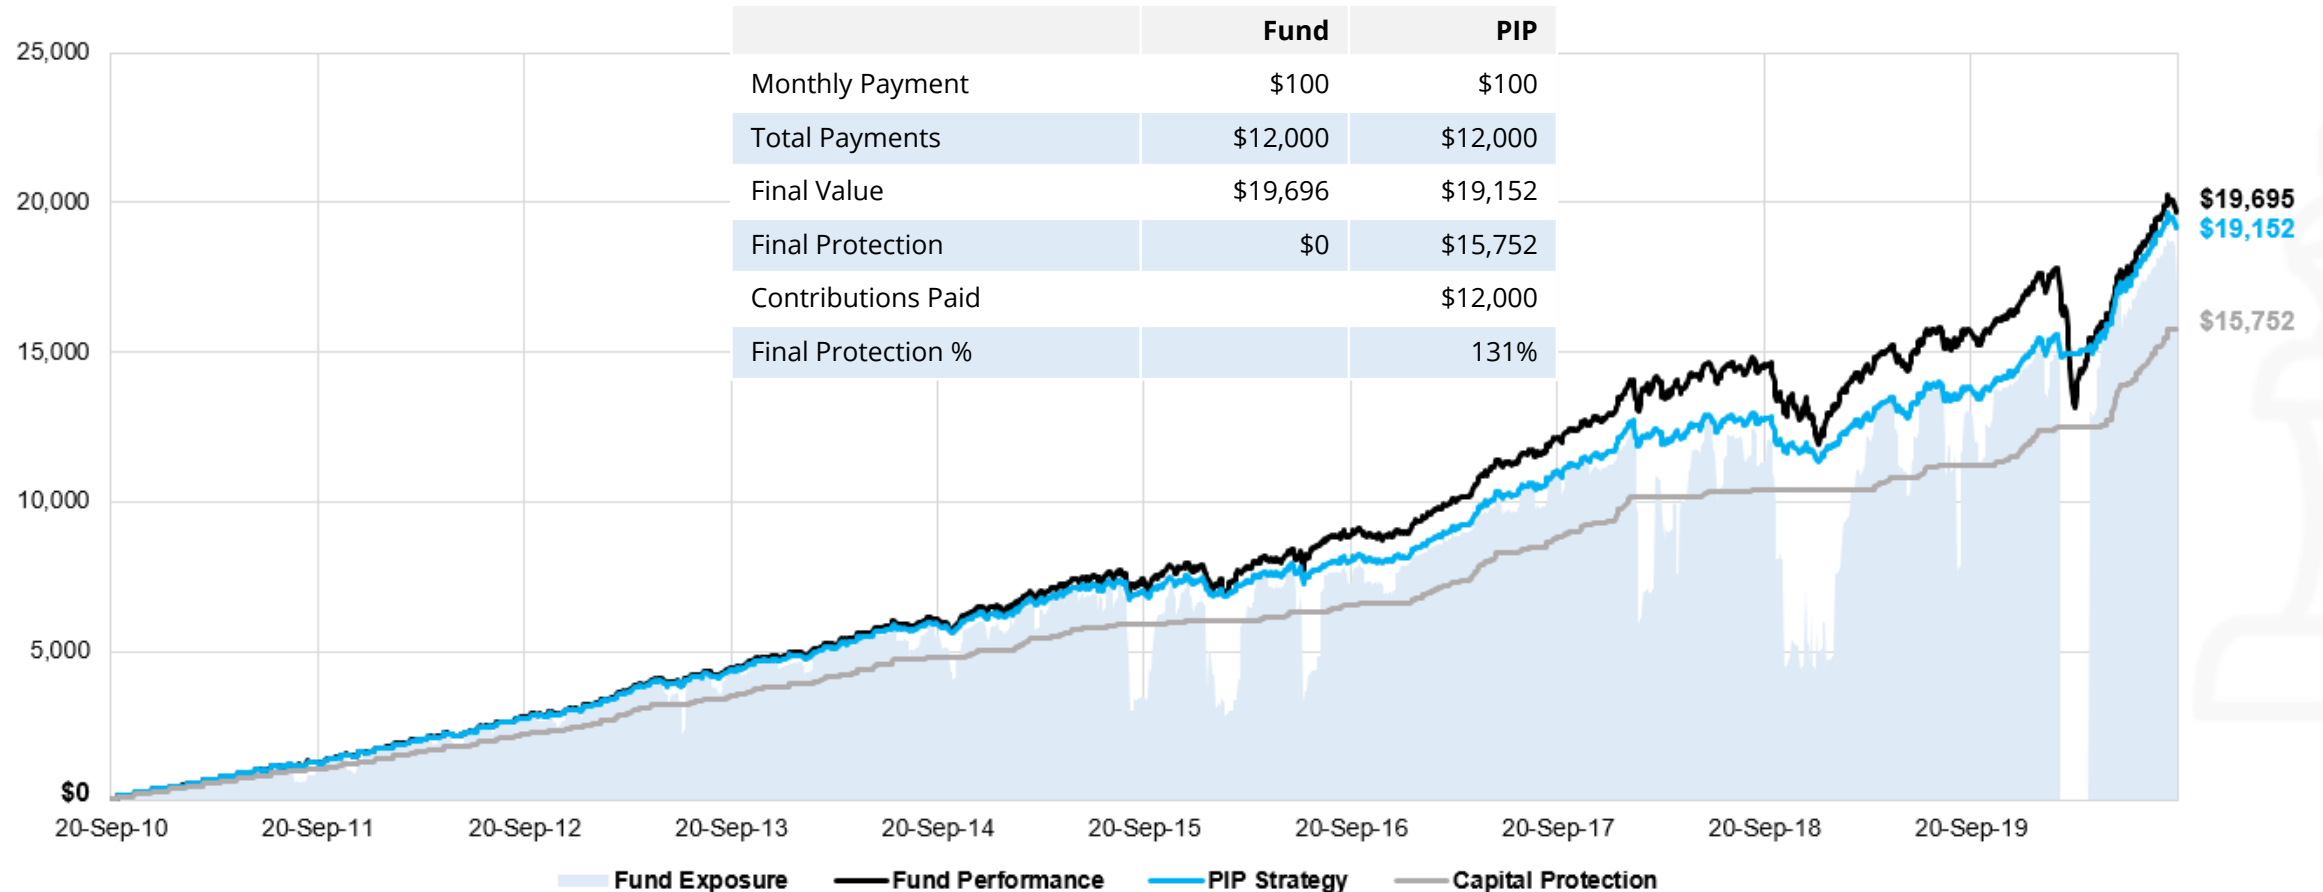 Fund PIP
Monthly Payment $100 $100
Total Payments $12,000 $12,000
Final Value $19,696 $19,152
Final Protection $0 $15,752
Contributions Paid $12,000
Final Protection % 131%
25,000
20,000
15,000
10,000
5,000
$0
$19,695
$19,152
$15,752
20-Sep-10 20-Sep-11 20-Sep-12 20-Sep-13 20-Sep-14 20-Sep-15 20-Sep-16 20-Sep-17 20-Sep-18 20-Sep-19
Fund Exposure Fund Performance PIP Strategy Capital Protection